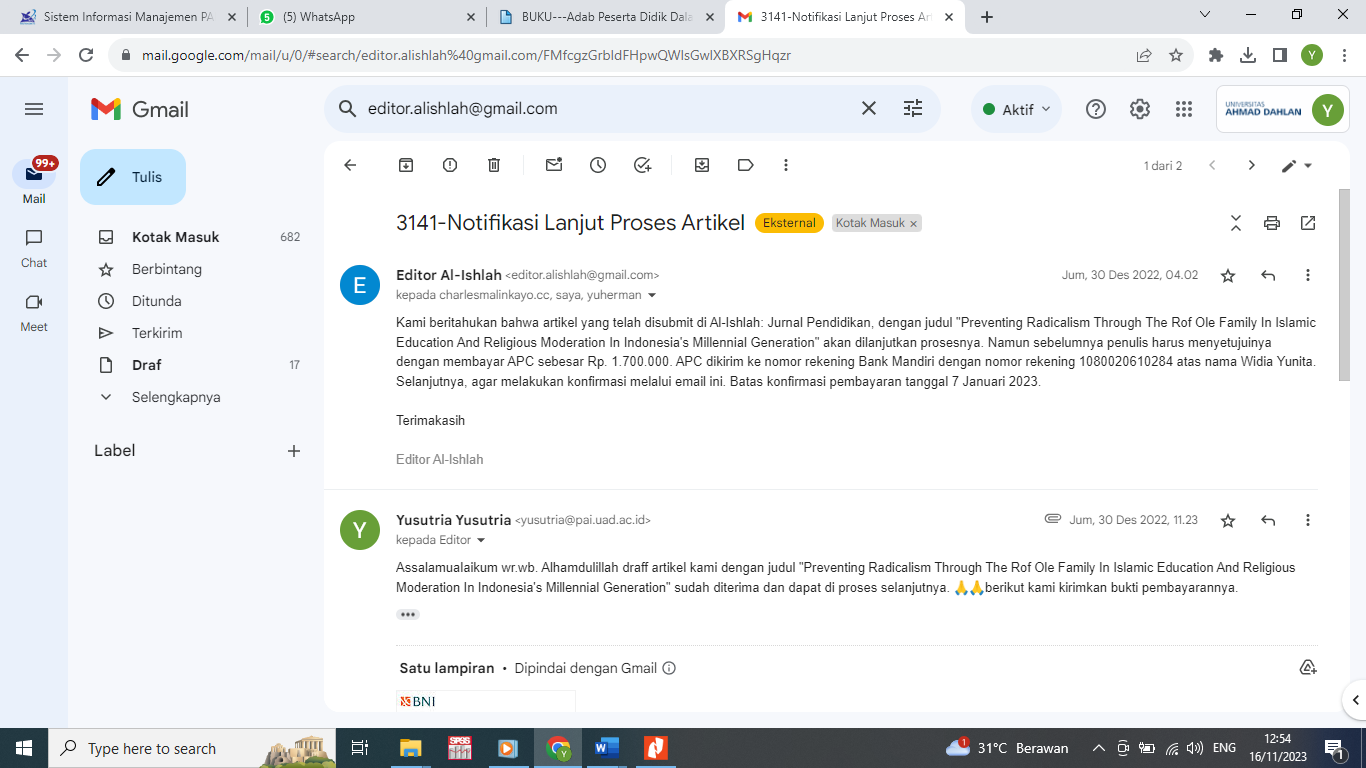 Sistem Informasi Manajemen PA
(5) WhatsApp
BUKU---Adab Peserta Didik Dala
3141-Notifikasi Lanjut Proses Ar
mail.google.com/mail/u/0/#search/editor.alishlah%40gmail.com/FMfcgzGrbldFHpwQWlsGwlXBXRSgHqzr
Y
Gmail
editor.alishlah@gmail.com
Aktif
UNIVERSITAS
AHMAD DAHLAN
Y
99+
Mail
Chat
Meet
Tulis
Kotak Masuk 682
Berbintang
Ditunda
Terkirim
Draf 17
Selengkapnya
Label
1 dari 2
3141-Notifikasi Lanjut Proses Artikel Eksternal Kotak Masuk
E
Editor Al-Ishlah <editor.alishlah@gmail.com> Jum, 30 Des 2022, 04.02
kepada charlesmalinkayo.cc, saya, yuherman
Kami beritahukan bahwa artikel yang telah disubmit di Al-Ishlah: Jurnal Pendidikan, dengan judul "Preventing Radicalism Through The Rof Ole Family In Islamic
Education And Religious Moderation In Indonesia's Millennial Generation" akan dilanjutkan prosesnya. Namun sebelumnya penulis harus menyetujuinya
dengan membayar APC sebesar Rp. 1.700.000. APC dikirim ke nomor rekening Bank Mandiri dengan nomor rekening 1080020610284 atas nama Widia Yunita.
Selanjutnya, agar melakukan konfirmasi melalui email ini. Batas konfirmasi pembayaran tanggal 7 Januari 2023.
Terimakasih
Editor Al-Ishlah
Y
Yusutria Yusutria <yusutria@pai.uad.ac.id> Jum, 30 Des 2022, 11.23
kepada Editor
Assalamualaikum wr.wb. Alhamdulillah draff artikel kami dengan judul "Preventing Radicalism Through The Rof Ole Family In Islamic Education And Religious
Moderation In Indonesia's Millennial Generation" sudah diterima dan dapat di proses selanjutnya. 🙏🙏berikut kami kirimkan bukti pembayarannya.
Satu lampiran • Dipindai dengan Gmail
BNI
Type here to search
SPSS
1
31°C Berawan
ENG
12:54
16/11/2023
1